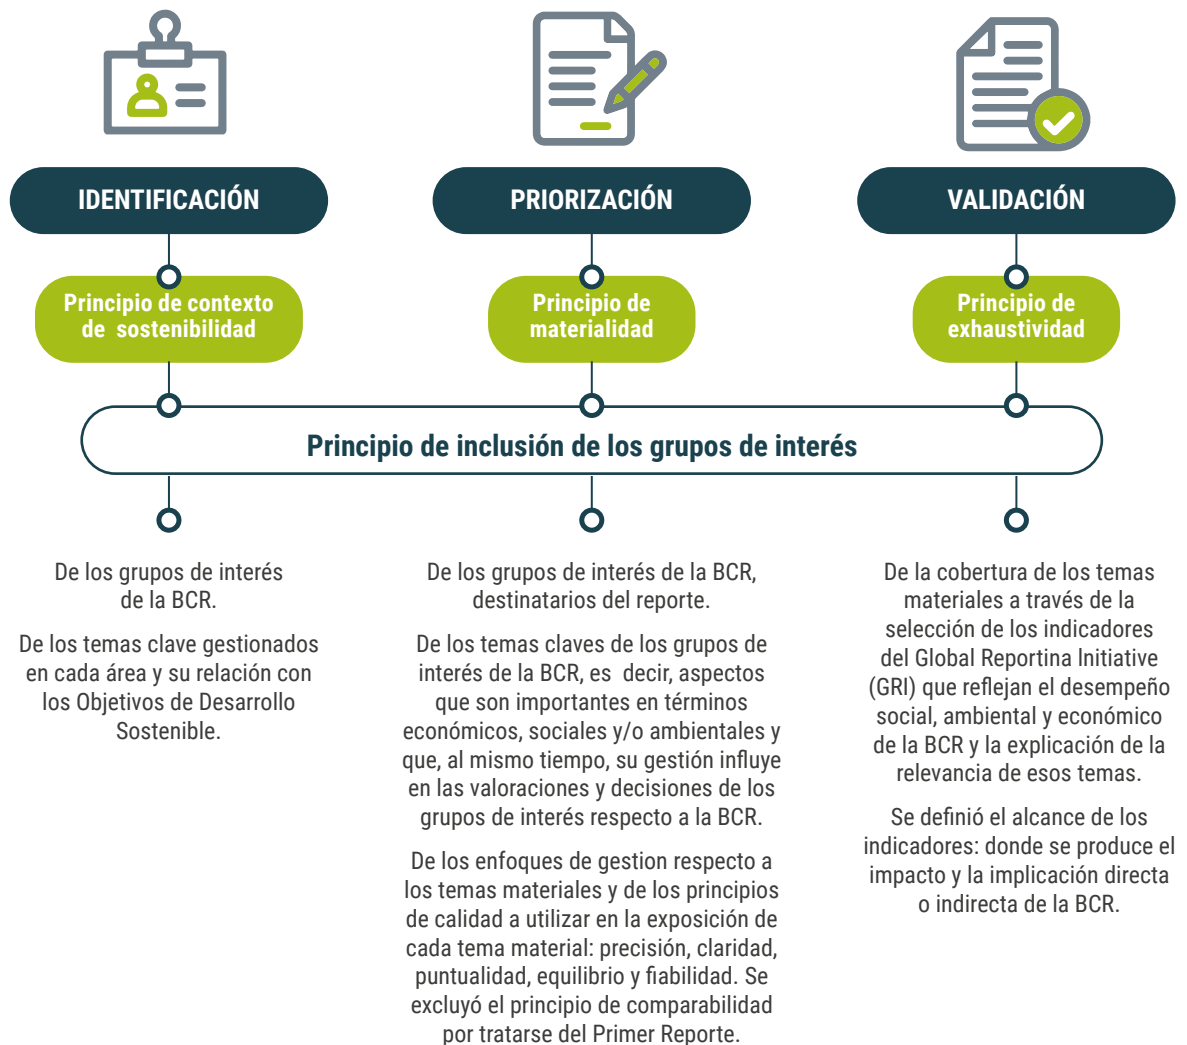 IDENTIFICACIÓN
Principio de contexto
de sostenibilidad
PRIORIZACIÓN
Principio de
materialidad
VALIDACIÓN
Principio de
exhaustividad
Principio de inclusión de los grupos de interés
De los grupos de interés
de la BCR.
De los temas clave gestionados
en cada área y su relación con
los Objetivos de Desarrollo
Sostenible.
De los grupos de interés de la BCR,
destinatarios del reporte.
De los temas claves de los grupos de
interés de la BCR, es decir, aspectos
que son importantes en términos
económicos, sociales y/o ambientales y
que, al mismo tiempo, su gestión influye
en las valoraciones y decisiones de los
grupos de interés respecto a la BCR.
De los enfoques de gestion respecto a
los temas materiales y de los principios
de calidad a utilizar en la exposición de
cada tema material: precisión, claridad,
puntualidad, equilibrio y fiabilidad. Se
excluyó el principio de comparabilidad
por tratarse del Primer Reporte.
De la cobertura de los temas
materiales a través de la
selección de los indicadores
del Global Reportina lnitiative
(GRI) que reflejan el desempeño
social, ambiental y económico
de la BCR y la explicación de la
relevancia de esos temas.
Se definió el alcance de los
indicadores: donde se produce el
impacto y la implicación directa
o indirecta de la BCR.